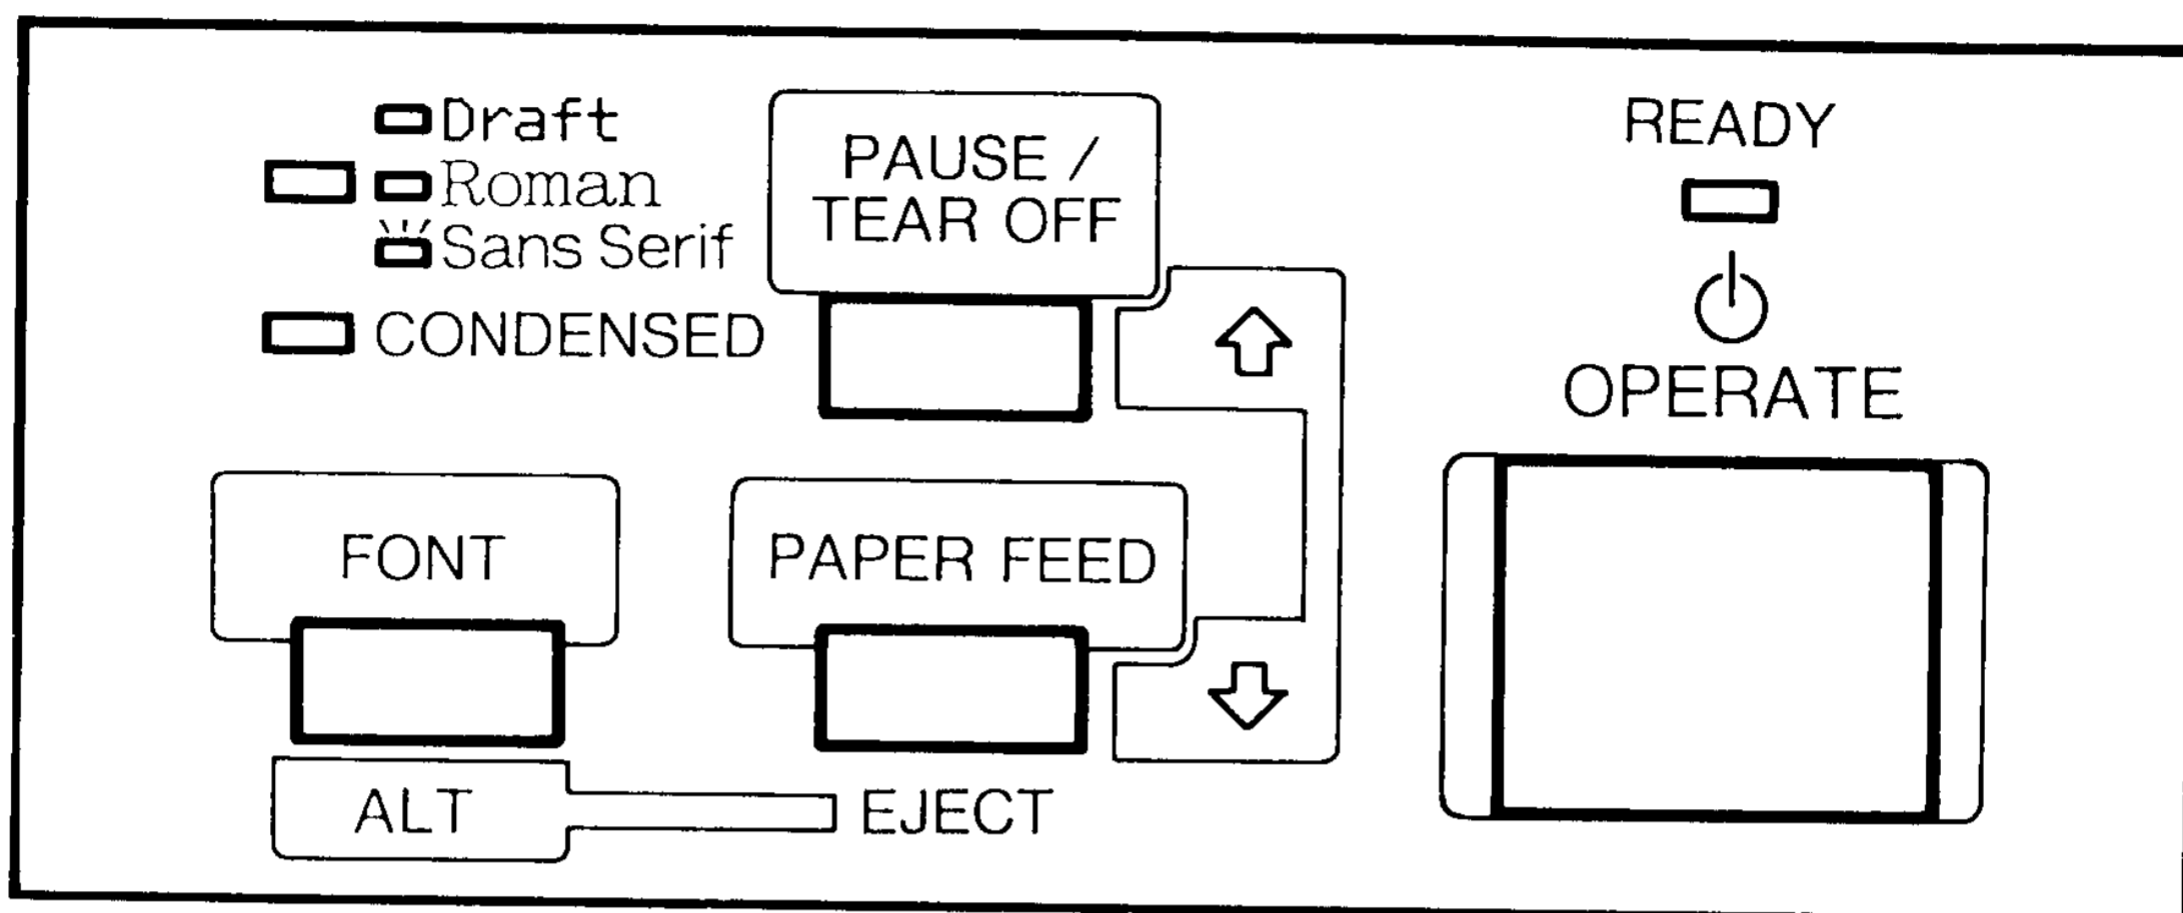 Draft
Roman
Sans Serif
CONDENSED
PAUSE /
TEAR OFF
READY
OPERATE
FONT
PAPER FEED
ALT
EJECT